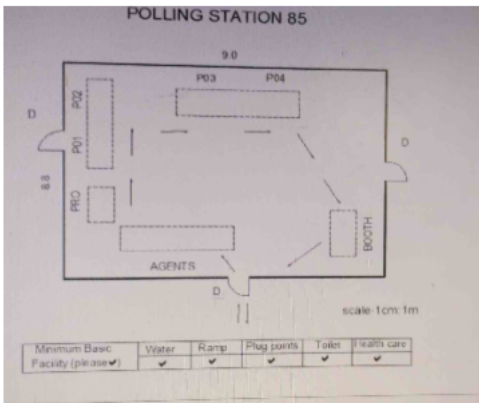 POLLING STATION 85
9.0
P03 P04
D
P02
P01
D
8.8
PRO
BOOTH
AGENTS
D
scale-1cm:1m
Minimum Basic Facility (please✔) Water Ramp Plug points Toilet Health care
✔ ✔ ✔ ✔ ✔